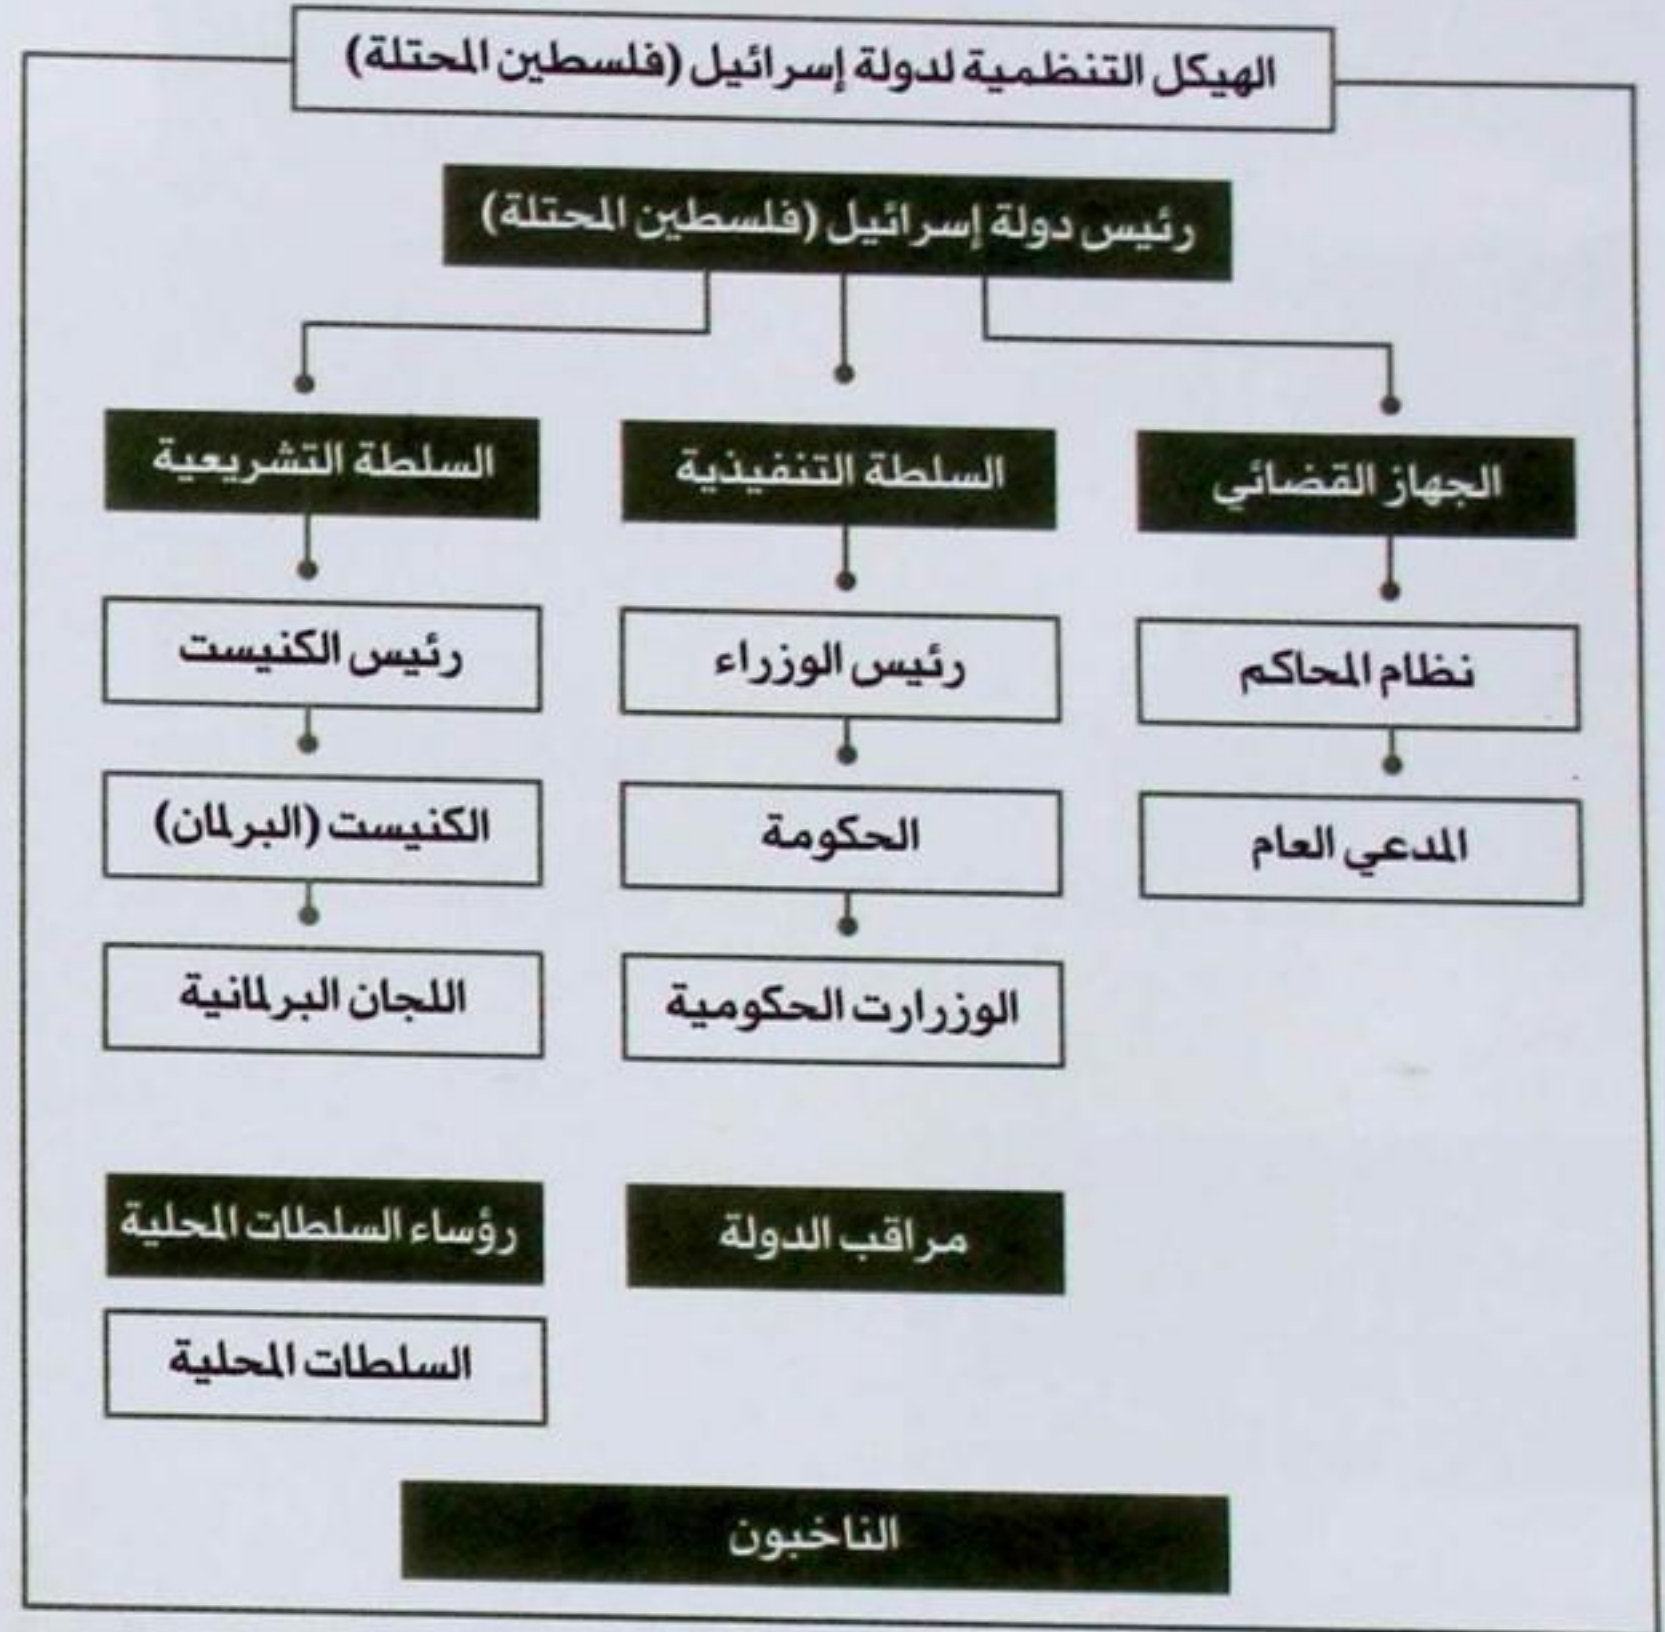 الهيكل التنظمية لدولة إسرائيل (فلسطين المحتلة)
رئيس دولة إسرائيل (فلسطين المحتلة)
الجهاز القضائي
السلطة التنفيذية
السلطة التشريعية
نظام المحاكم
رئيس الوزراء
رئيس الكنيست
المدعي العام
الحكومة
الكنيست (البرلمان)
الوزرارت الحكومية
اللجان البرلمانية
مراقب الدولة
رؤساء السلطات المحلية
السلطات المحلية
الناخبون